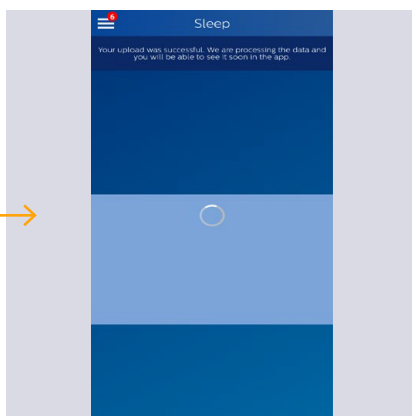 6
Sleep
Your upload was successful. We are processing the data and
you will be able to see it soon in the app.